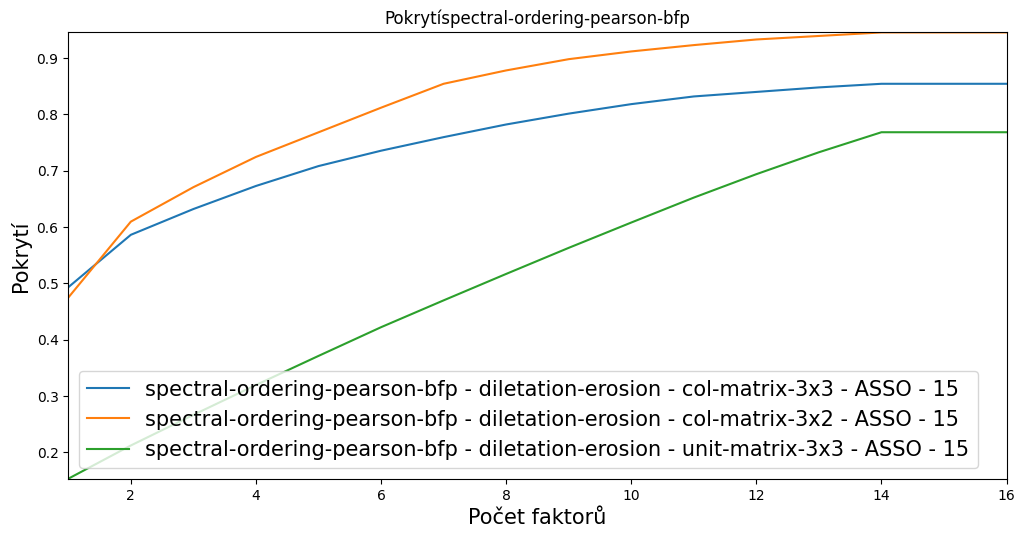 Pokrytíspectral-ordering-pearson-bfp
0.9
0.8
0.7
0.6
0.5
0.4
0.3
0.2
Pokrytí
spectral-ordering-pearson-bfp - diletation-erosion - col-matrix-3x3 - ASSO - 15
spectral-ordering-pearson-bfp - diletation-erosion - col-matrix-3x2 - ASSO - 15
spectral-ordering-pearson-bfp - diletation-erosion - unit-matrix-3x3 - ASSO - 15
2 4 6 8 10 12 14 16
Počet faktorů